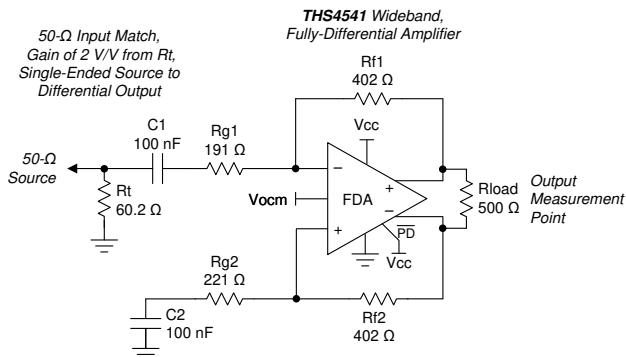 THS4541 Wideband,
Fully-Differential Amplifier
50-Ω Input Match,
Gain of 2 V/V from Rt,
Single-Ended Source to
Differential Output
Rf1
402 Ω
C1
100 nF
Rg1
191 Ω
Vcc
50-Ω
Source
Rt
60.2 Ω
Vocm
–
+
FDA
+
–
PD
Vcc
Rload
500 Ω
Output
Measurement
Point
Rg2
221 Ω
C2
100 nF
Rf2
402 Ω